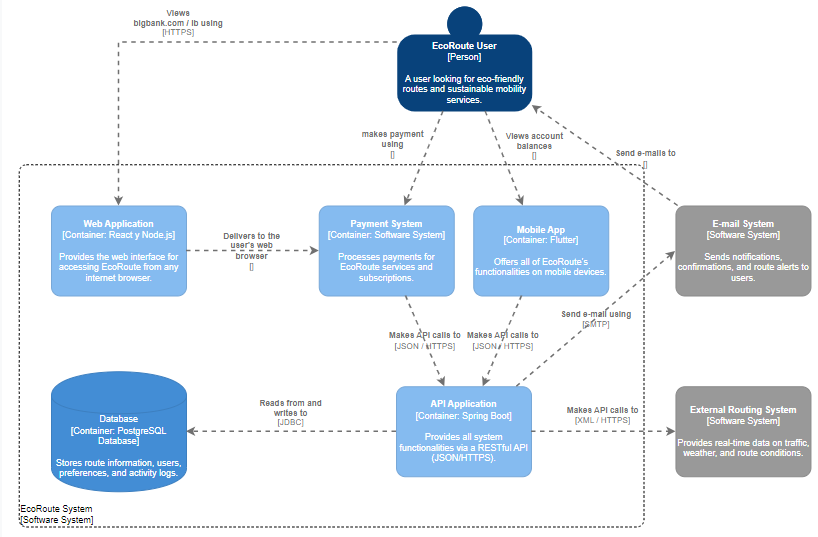 Views
bigbank.com / ib using
[HTTPS]
EcoRoute User
[Person]
A user looking for eco-friendly
routes and sustainable mobility
services.
makes payment
using
[]
Views account
balances
[]
Send e-mails to
[]
Web Application
[Container: React y Node.js]
Provides the web interface for
accessing EcoRoute from any
internet browser.
Delivers to the
user's web
browser
[]
Payment System
[Container: Software System]
Processes payments for
EcoRoute services and
subscriptions.
Mobile App
[Container: Flutter]
Offers all of EcoRoute's
functionalities on mobile devices.
E-mail System
[Software System]
Sends notifications,
confirmations, and route alerts to
users.
Makes API calls to
[JSON / HTTPS]
Makes API calls to
[JSON / HTTPS]
Send e-mail using
[SMTP]
Database
[Container: PostgreSQL
Database]
Stores route information, users,
preferences, and activity logs.
Reads from and
writes to
[JDBC]
API Application
[Container: Spring Boot]
Provides all system
functionalities via a RESTful API
(JSON/HTTPS).
Makes API calls to
[XML / HTTPS]
External Routing System
[Software System]
Provides real-time data on traffic,
weather, and route conditions.
EcoRoute System
[Software System]